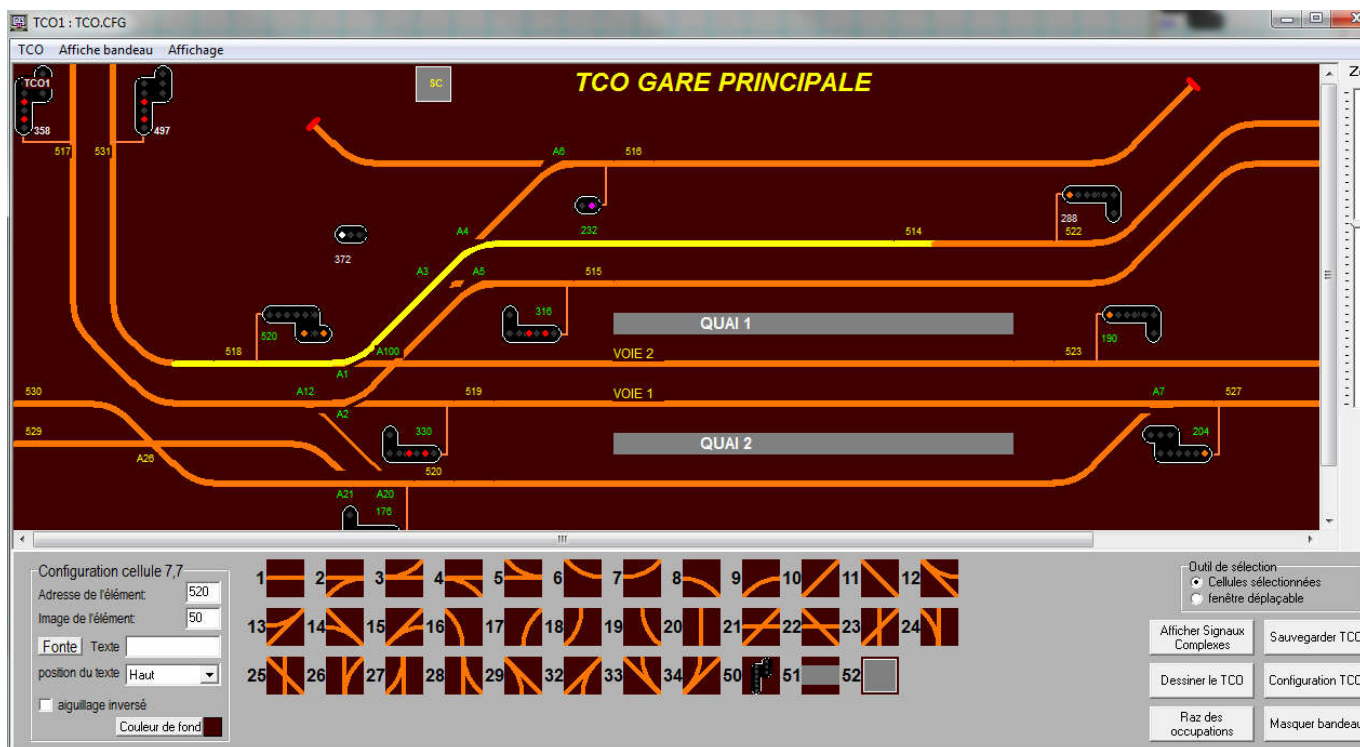 TCO1 : TCO.CFG
TCO Affiche bandeau Affichage
TCO1
SC
TCO GARE PRINCIPALE
358
497
517
531
A6
516
A4
232
288
514
522
372
A3
A5
515
520
316
QUAI 1
190
518
A100
VOIE 2
523
A1
530
A12
519
VOIE 1
A7
527
A2
529
330
QUAI 2
204
A26
520
A21
A20
176
Configuration cellule 7,7
Adresse de l'élément: 520
Image de l'élément: 50
Fonte Texte
position du texte Haut
aiguillage inversé
Couleur de fond
1 2 3 4 5 6 7 8 9 10 11 12
13 14 15 16 17 18 19 20 21 22 23 24
25 26 27 28 29 32 33 34 50 51 52
Outil de sélection
Cellules sélectionnées
fenêtre déplaçable
Afficher Signaux
Complexes
Sauvegarder TCO
Dessiner le TCO
Configuration TCO
Raz des
occupations
Masquer bandeau